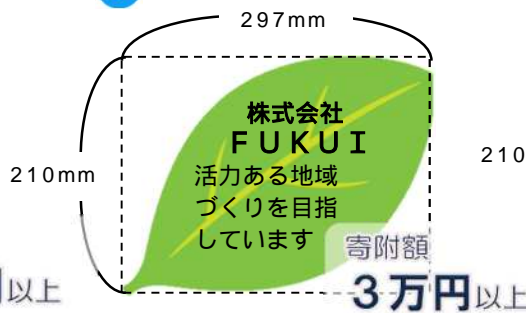 297mm
210mm
株式会社
FUKUI
活力ある地域
づくりを目指
しています
210
寄附額
3万円以上
以上